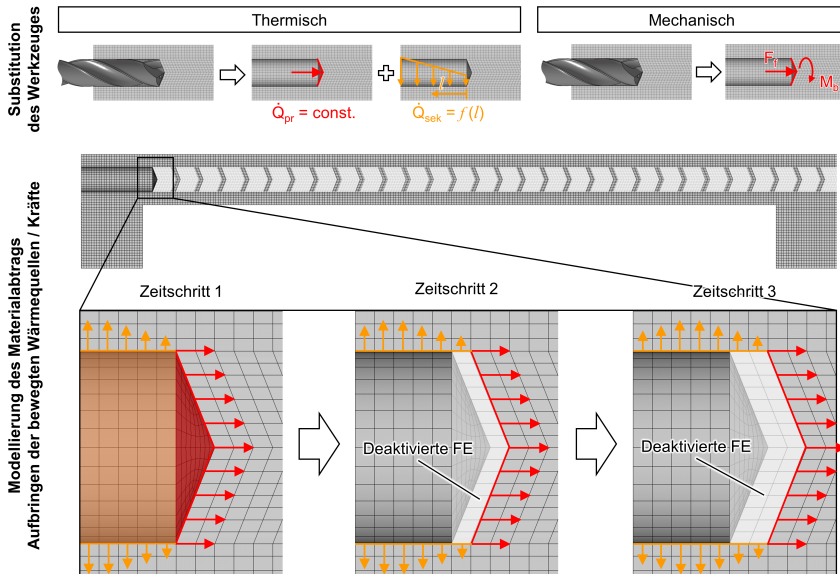 Thermisch
Mechanisch
Substitution
des Werkzeuges
Q̇pr = const.
l
Q̇sek = f(l)
Ff
Mb
Modellierung des Materialabtrags
Aufbringen der bewegten Wärmequellen / Kräfte
Zeitschritt 1
Zeitschritt 2
Zeitschritt 3
Deaktivierte FE
Deaktivierte FE